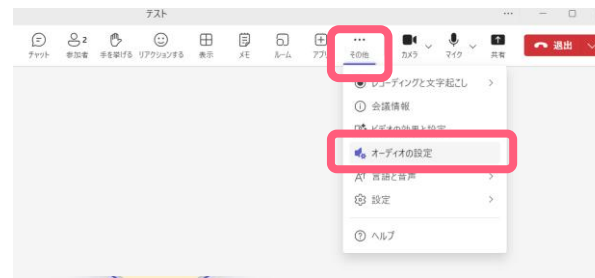 テスト
チャット 2 参加者 手を挙げる リアクションする 表示 メモ ルーム アプリ その他 カメラ マイク 共有 退出
レコーディングと文字起こし
会議情報
ビデオの効果と設定
オーディオの設定
言語と音声
設定
ヘルプ